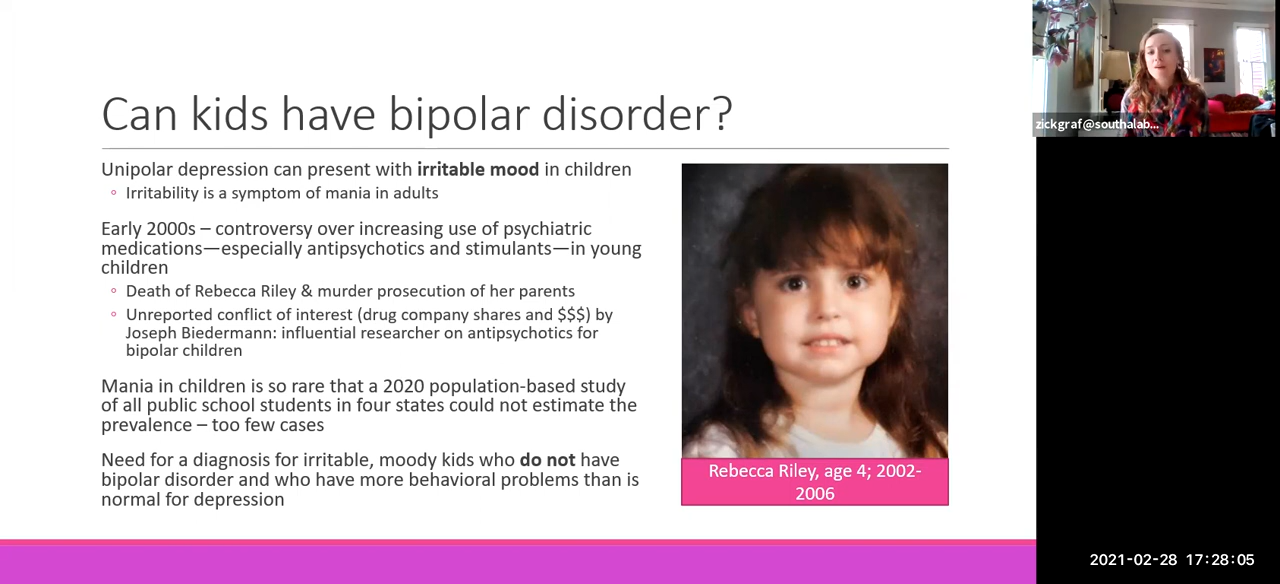 Can kids have bipolar disorder?
Unipolar depression can present with irritable mood in children
◦ Irritability is a symptom of mania in adults
Early 2000s – controversy over increasing use of psychiatric
medications—especially antipsychotics and stimulants—in young
children
◦ Death of Rebecca Riley & murder prosecution of her parents
◦ Unreported conflict of interest (drug company shares and $$$) by
Joseph Biedermann: influential researcher on antipsychotics for
bipolar children
Mania in children is so rare that a 2020 population-based study
of all public school students in four states could not estimate the
prevalence – too few cases
Need for a diagnosis for irritable, moody kids who do not have
bipolar disorder and who have more behavioral problems than is
normal for depression
Rebecca Riley, age 4; 2002-
2006
zickgraf@southalab...
2021-02-28 17:28:05